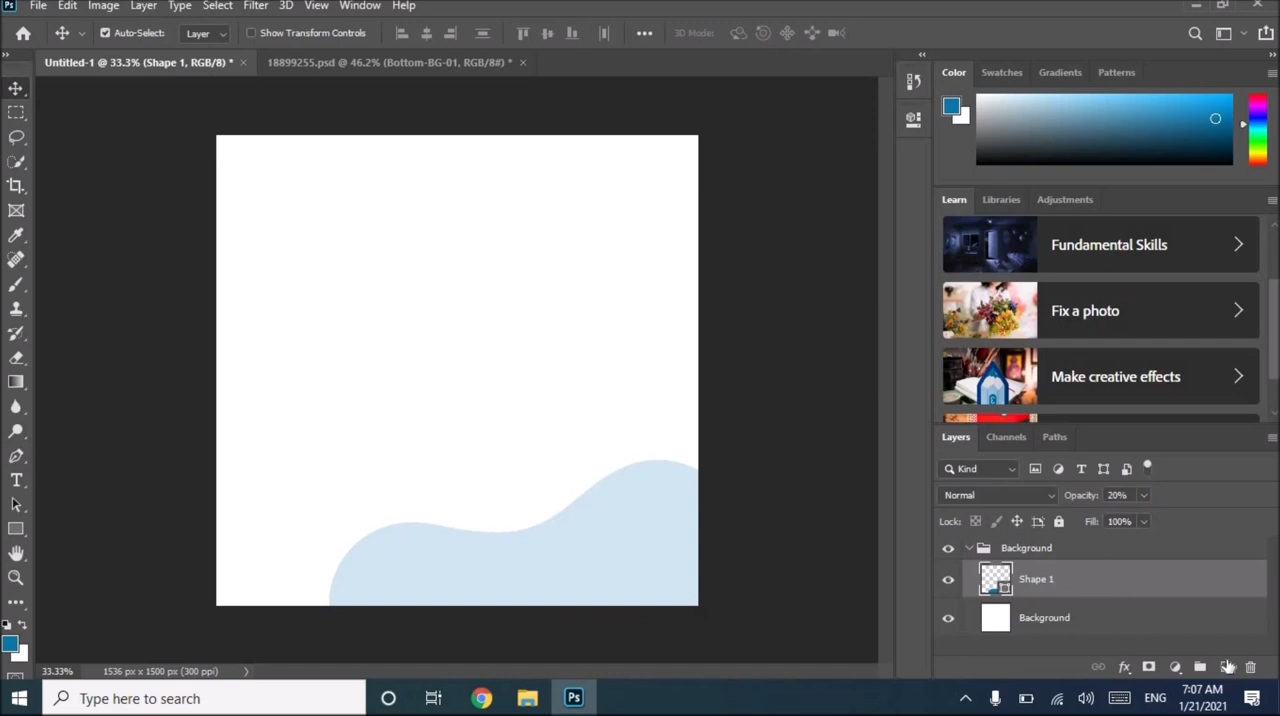 Ps File Edit Image Layer Type Select Filter 3D View Window Help
Auto-Select: Layer Show Transform Controls ••• 3D Mode:
Untitled-1 @ 33.3% (Shape 1, RGB/8) * × 18899255.psd @ 46.2% (Bottom-BG-01, RGB/8#) * ×
Color Swatches Gradients Patterns
Learn Libraries Adjustments
Fundamental Skills
Fix a photo
Make creative effects
Layers Channels Paths
Kind
Normal Opacity: 20%
Lock: Fill: 100%
Background
Shape 1
Background
33.33% 1536 px x 1500 px (300 ppi)
Type here to search Ps ENG 7:07 AM
1/21/2021